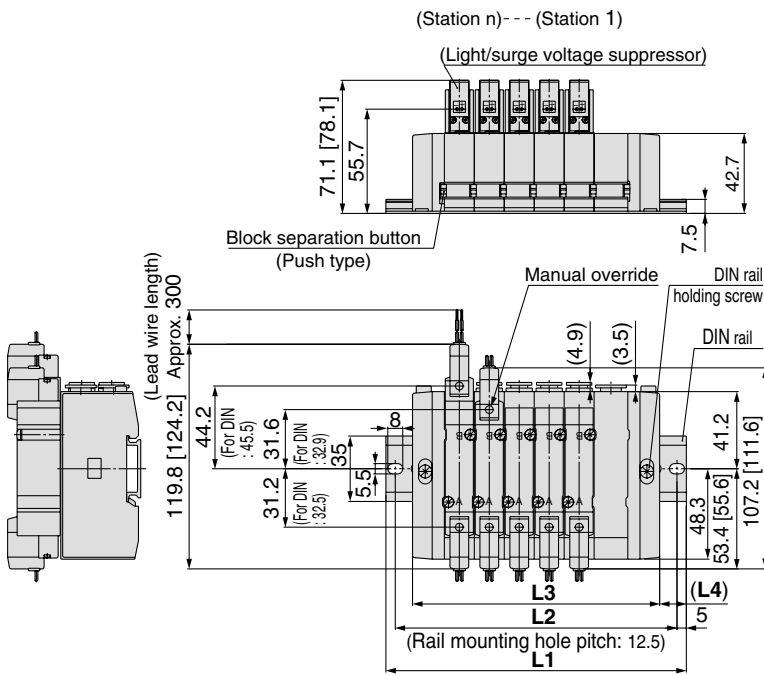 (Station n)--- (Station 1)
(Light/surge voltage suppressor)
71.1 [78.1]
55.7
42.7
7.5
Block separation button
(Push type)
Manual override
DIN rail
holding screw
DIN rail
(Lead wire length)
Approx. 300
(4.9)
(3.5)
119.8 [124.2]
44.2
(For DIN
: 45.5)
31.6
(For DIN
: 32.9)
8
35
5.5
31.2
(For DIN
: 32.5)
B B B B
A A A A A
41.2
48.3
53.4 [55.6]
107.2 [111.6]
L3
(L4)
L2
5
(Rail mounting hole pitch: 12.5)
L1